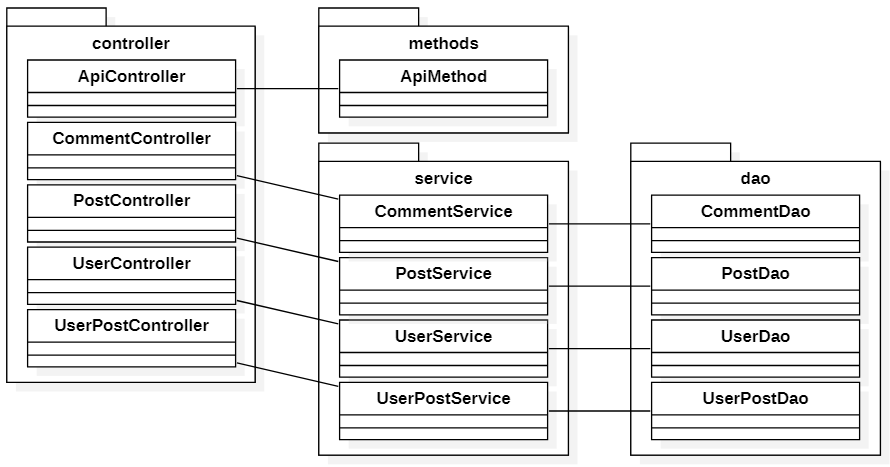 controller
ApiController
CommentController
PostController
UserController
UserPostController
methods
ApiMethod
service
CommentService
PostService
UserService
UserPostService
dao
CommentDao
PostDao
UserDao
UserPostDao